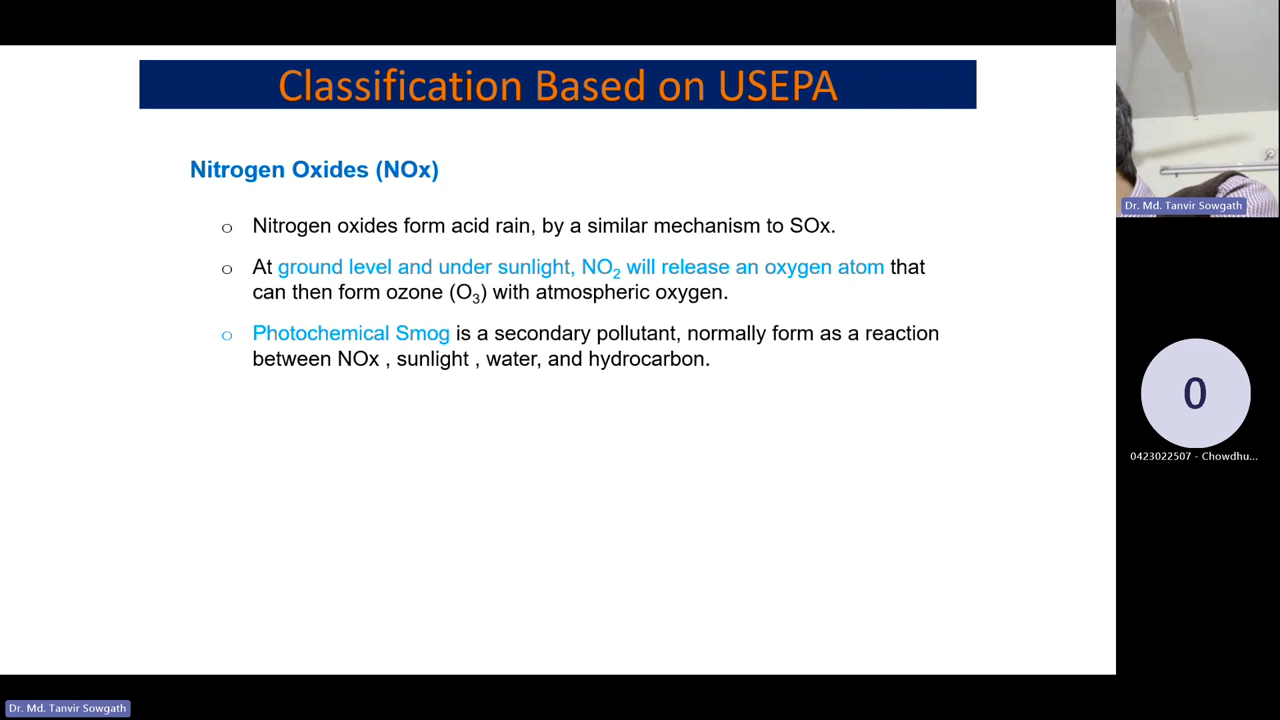 Classification Based on USEPA
Nitrogen Oxides (NOx)
o Nitrogen oxides form acid rain, by a similar mechanism to SOx.
o At ground level and under sunlight, NO₂ will release an oxygen atom that
can then form ozone (O₃) with atmospheric oxygen.
o Photochemical Smog is a secondary pollutant, normally form as a reaction
between NOx , sunlight , water, and hydrocarbon.
Dr. Md. Tanvir Sowgath
0
0423022507 - Chowdhu...
Dr. Md. Tanvir Sowgath